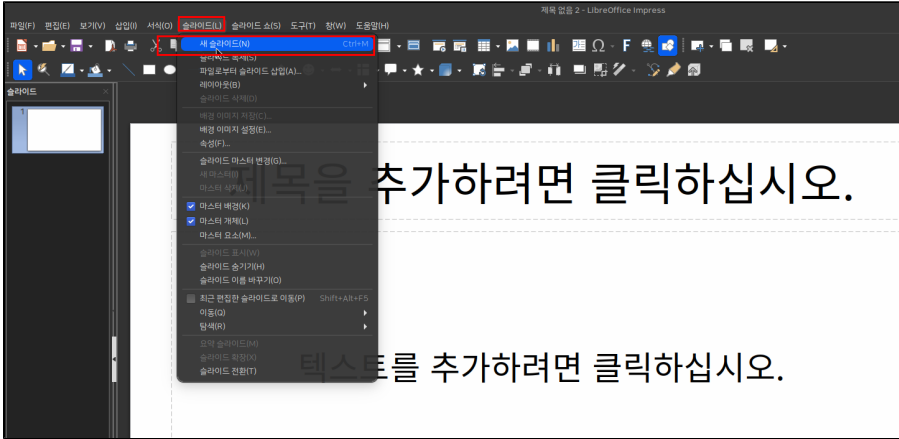 제목 없음 2 - LibreOffice Impress
파일(F) 편집(E) 보기(V) 삽입(I) 서식(O) 슬라이드(L) 슬라이드 쇼(S) 도구(T) 창(W) 도움말(H)
새 슬라이드(N) Ctrl+M
슬라이드 복제(S)
파일로부터 슬라이드 삽입(A)...
레이아웃(B)
슬라이드 삭제(D)
배경 이미지 저장(C)...
배경 이미지 설정(E)...
속성(F)...
슬라이드 마스터 변경(G)...
새 마스터(I)
마스터 삭제(J)
마스터 배경(K)
마스터 개체(L)
마스터 요소(M)...
슬라이드 표시(W)
슬라이드 숨기기(H)
슬라이드 이름 바꾸기(O)
최근 편집한 슬라이드로 이동(P) Shift+Alt+F5
이동(Q)
탐색(R)
요약 슬라이드(M)
슬라이드 확장(X)
슬라이드 전환(T)
슬라이드
1
제목을 추가하려면 클릭하십시오.
텍스트를 추가하려면 클릭하십시오.